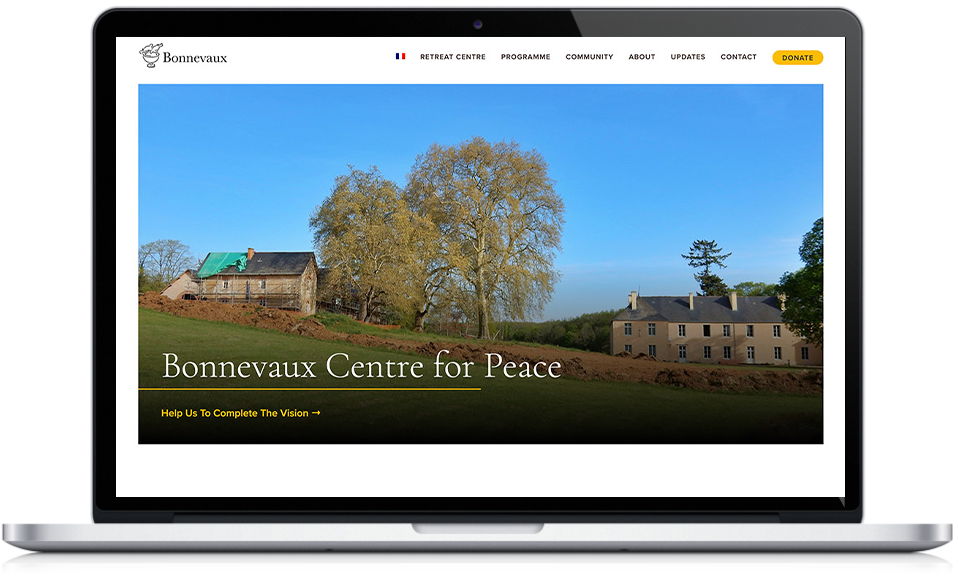 Bonnevaux
RETREAT CENTRE PROGRAMME COMMUNITY ABOUT UPDATES CONTACT DONATE
Bonnevaux Centre for Peace
Help Us To Complete The Vision →